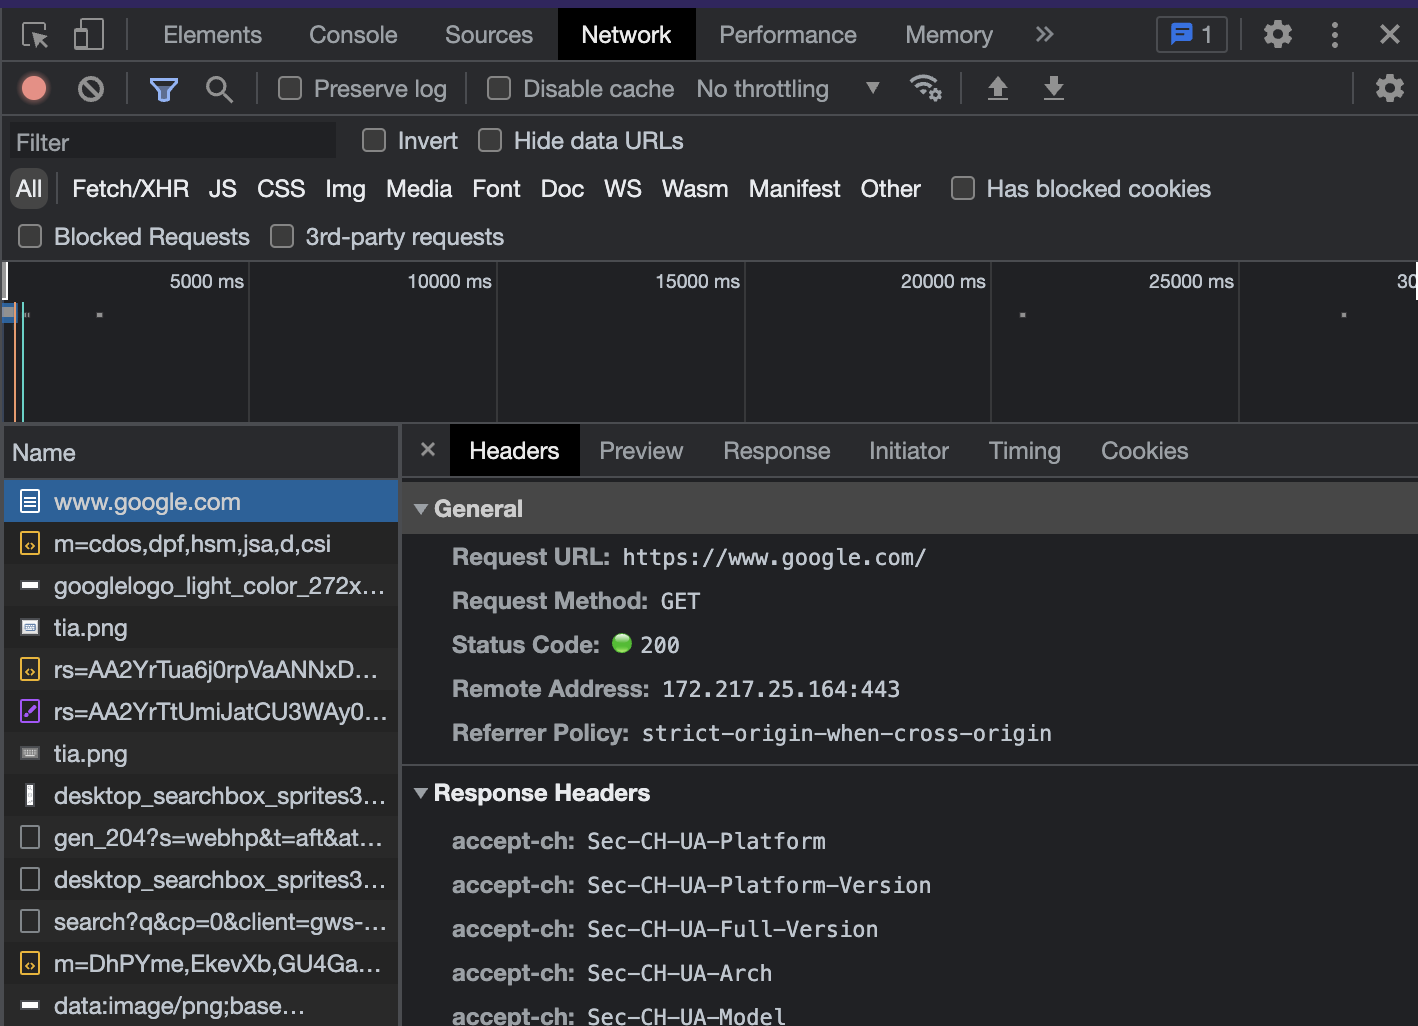 Elements Console Sources Network Performance Memory 1
Preserve log Disable cache No throttling
Filter Invert Hide data URLs
All Fetch/XHR JS CSS Img Media Font Doc WS Wasm Manifest Other Has blocked cookies
Blocked Requests 3rd-party requests
5000 ms 10000 ms 15000 ms 20000 ms 25000 ms 30
Name
www.google.com
m=cdos,dpf,hsm,jsa,d,csi
googlelogo_light_color_272x…
tia.png
rs=AA2YrTua6j0rpVaANNxD…
rs=AA2YrTtUmiJatCU3WAy0…
tia.png
desktop_searchbox_sprites3…
gen_204?s=webhp&t=aft&at…
desktop_searchbox_sprites3…
search?q&cp=0&client=gws-…
m=DhPYme,EkevXb,GU4Ga…
data:image/png;base…
Headers Preview Response Initiator Timing Cookies
General
Request URL: https://www.google.com/
Request Method: GET
Status Code: 200
Remote Address: 172.217.25.164:443
Referrer Policy: strict-origin-when-cross-origin
Response Headers
accept-ch: Sec-CH-UA-Platform
accept-ch: Sec-CH-UA-Platform-Version
accept-ch: Sec-CH-UA-Full-Version
accept-ch: Sec-CH-UA-Arch
accept-ch: Sec-CH-UA-Model